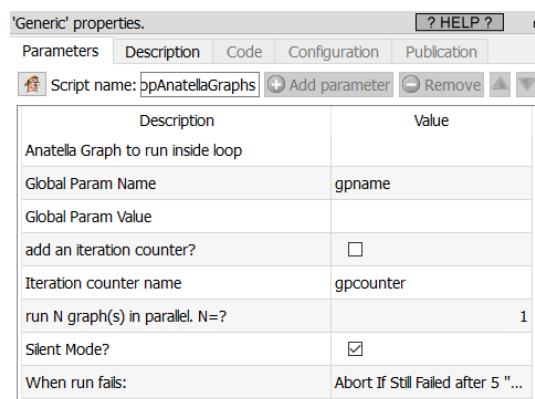 'Generic' properties.
? HELP ?
Parameters Description Code Configuration Publication
Script name: opAnatellaGraphs Add parameter Remove
Description Value
Anatella Graph to run inside loop
Global Param Name gpname
Global Param Value
add an iteration counter?
Iteration counter name gpcounter
run N graph(s) in parallel. N=? 1
Silent Mode?
When run fails: Abort If Still Failed after 5 "...